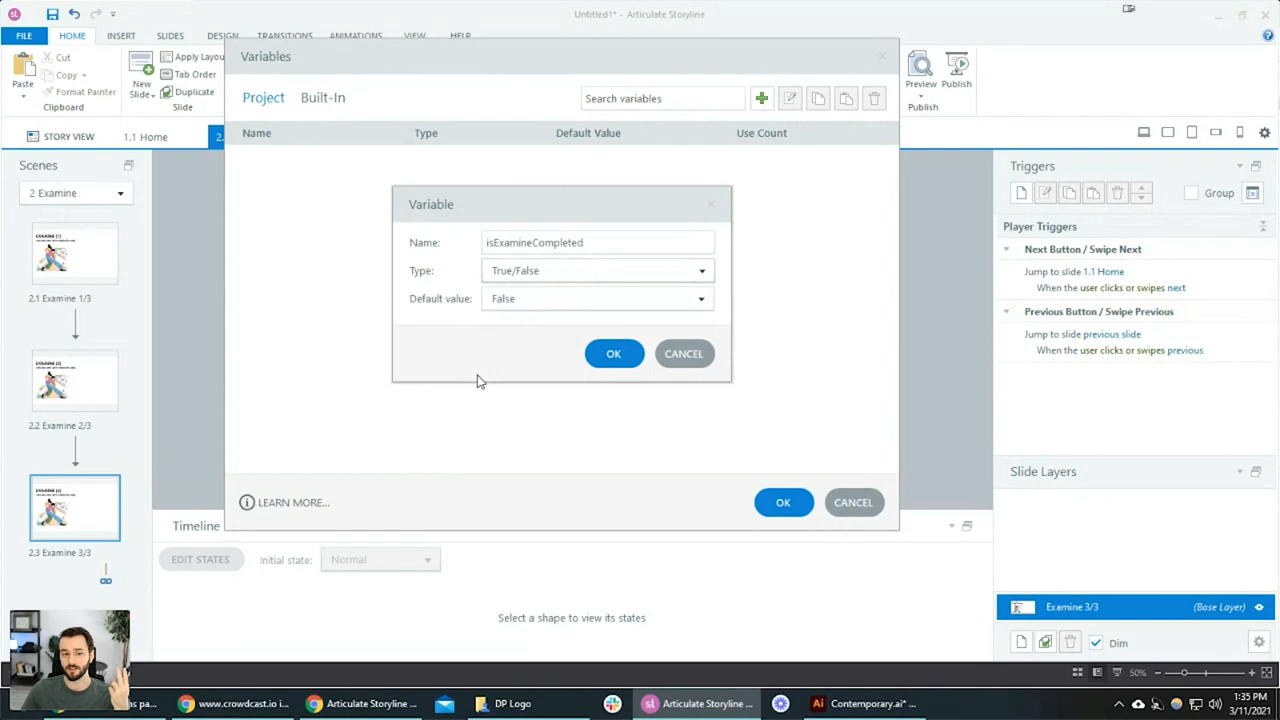 sl
Untitled1* - Articulate Storyline
FILE
HOME
INSERT
SLIDES
DESIGN
TRANSITIONS
ANIMATIONS
VIEW
HELP
Paste
Cut
Copy
Format Painter
Clipboard
New
Slide
Apply Layou
Tab Order
Duplicate
Slide
Preview
Publish
Publish
STORY VIEW
1.1 Home
2.
Variables
Project
Built-In
Search variables
Name
Type
Default Value
Use Count
Variable
Name:
isExamineCompleted
Type:
True/False
Default value:
False
OK
CANCEL
LEARN MORE...
OK
CANCEL
Scenes
2 Examine
2.1 Examine 1/3
2.2 Examine 2/3
2.3 Examine 3/3
Timeline
EDIT STATES
Initial state:
Normal
Select a shape to view its states
Triggers
Group
Player Triggers
Next Button / Swipe Next
Jump to slide 1.1 Home
When the user clicks or swipes next
Previous Button / Swipe Previous
Jump to slide previous slide
When the user clicks or swipes previous
Slide Layers
Examine 3/3
(Base Layer)
Dim
50%
ns pa...
www.crowdcast.io i...
Articulate Storyline ...
DP Logo
sl
Articulate Storyline ...
Ai
Contemporary.ai* ...
1:35 PM
3/11/2021